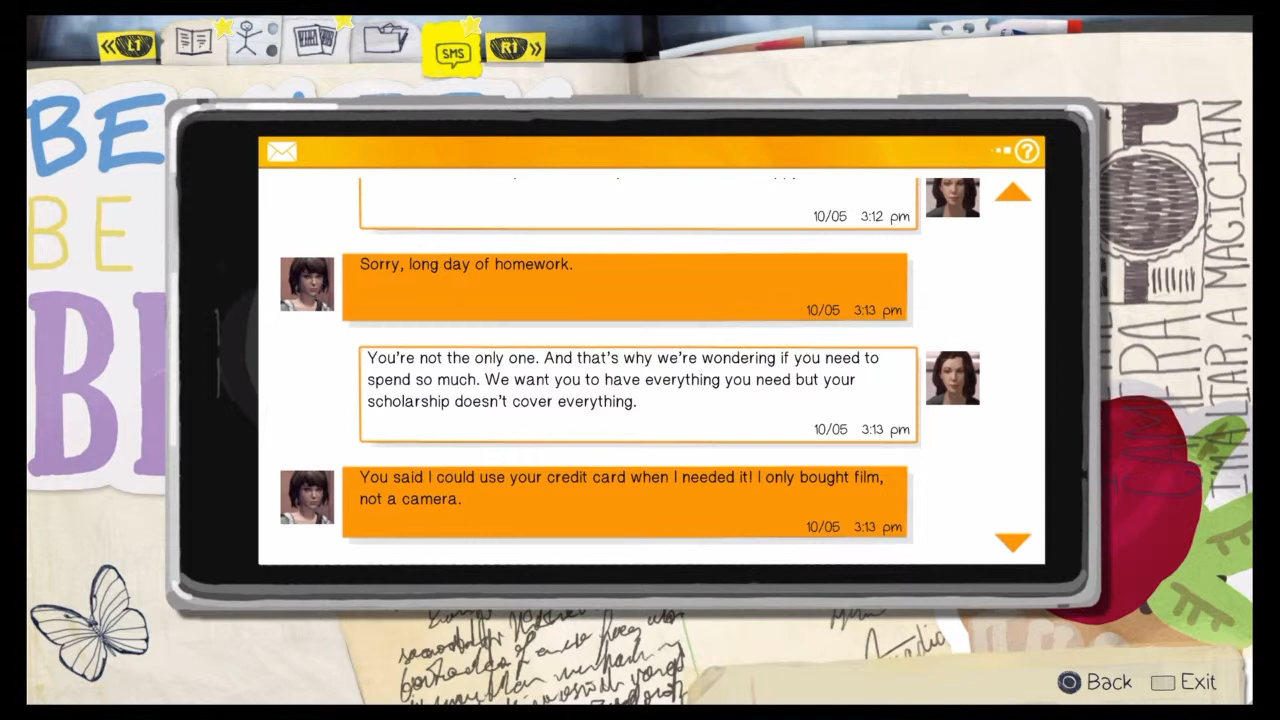 L1
SMS
R1
BE
BE
10/05 3:12 pm
Sorry, long day of homework.
10/05 3:13 pm
You're not the only one. And that's why we're wondering if you need to
spend so much. We want you to have everything you need but your
scholarship doesn't cover everything.
10/05 3:13 pm
You said I could use your credit card when I needed it! I only bought film,
not a camera.
10/05 3:13 pm
?
I'M A LIAR, A MAGICIAN
Back Exit